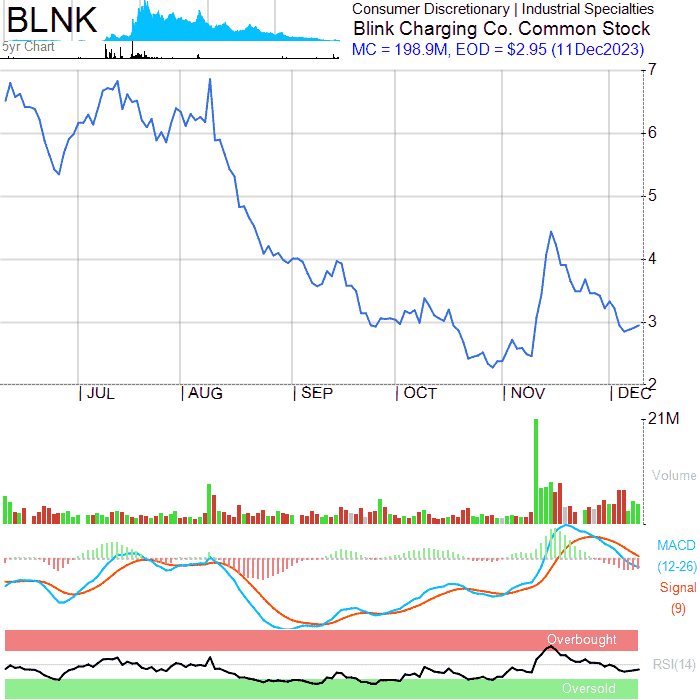 BLNK
5yr Chart
Consumer Discretionary | Industrial Specialties
Blink Charging Co. Common Stock
MC = 198.9M, EOD = $2.95 (11Dec2023)
7
6
5
4
3
2
| JUL | AUG | SEP | OCT | NOV | DEC
21M
Volume
MACD
(12-26)
Signal
(9)
Overbought
RSI(14)
Oversold